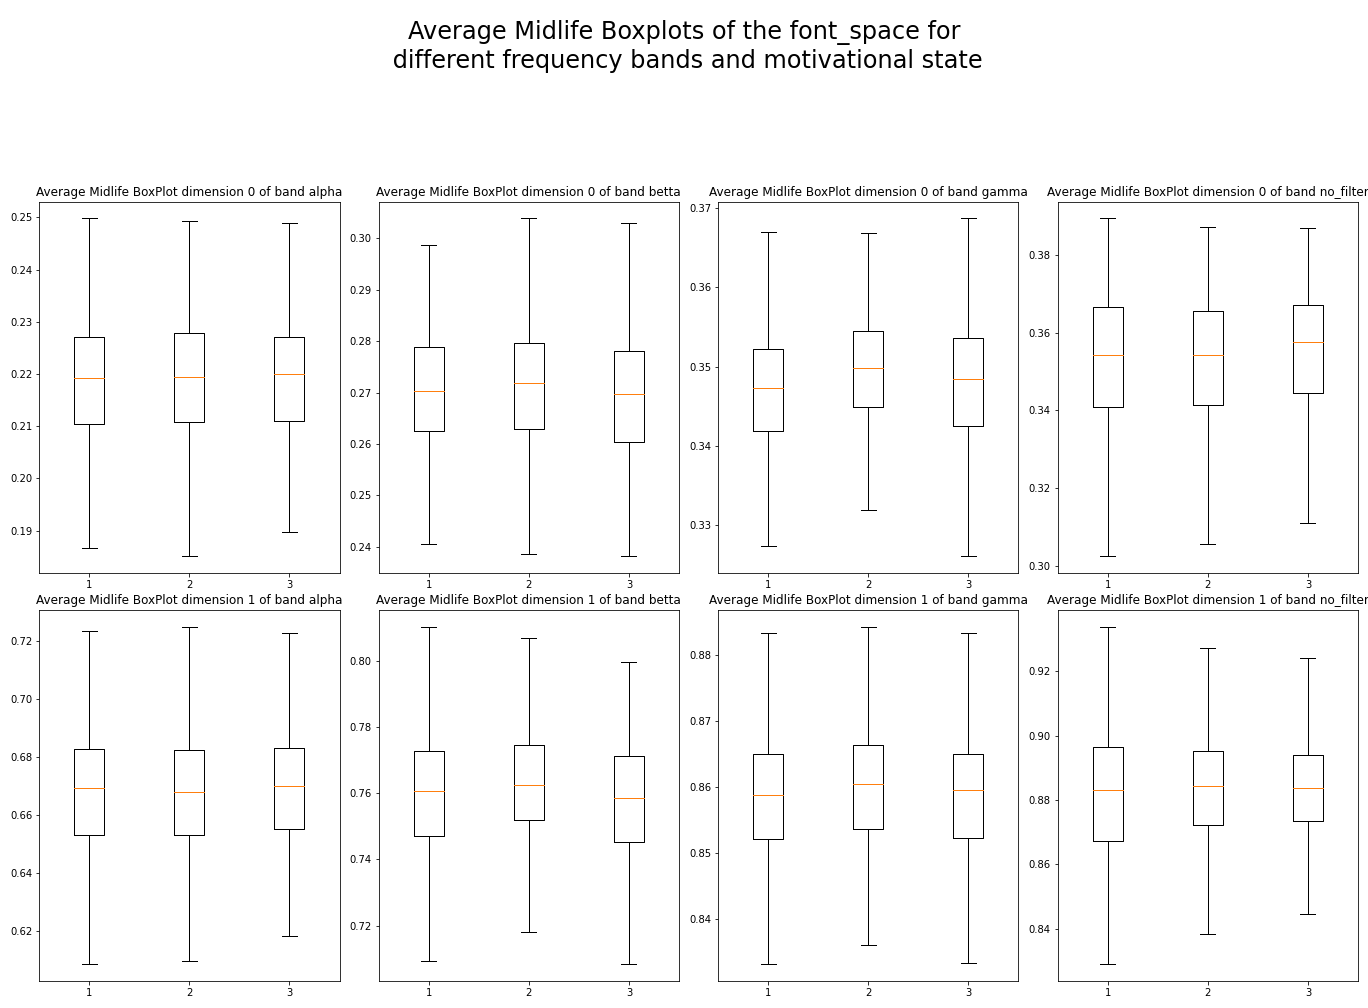 Average Midlife Boxplots of the font_space for
different frequency bands and motivational state
Average Midlife BoxPlot dimension 0 of band alpha
0.25
0.24
0.23
0.22
0.21
0.20
0.19
1 2 3
Average Midlife BoxPlot dimension 0 of band betta
0.30
0.29
0.28
0.27
0.26
0.25
0.24
1 2 3
Average Midlife BoxPlot dimension 0 of band gamma
0.37
0.36
0.35
0.34
0.33
1 2 3
Average Midlife BoxPlot dimension 0 of band no_filter
0.38
0.36
0.34
0.32
0.30
1 2 3
Average Midlife BoxPlot dimension 1 of band alpha
0.72
0.70
0.68
0.66
0.64
0.62
1 2 3
Average Midlife BoxPlot dimension 1 of band betta
0.80
0.78
0.76
0.74
0.72
1 2 3
Average Midlife BoxPlot dimension 1 of band gamma
0.88
0.87
0.86
0.85
0.84
1 2 3
Average Midlife BoxPlot dimension 1 of band no_filter
0.92
0.90
0.88
0.86
0.84
1 2 3